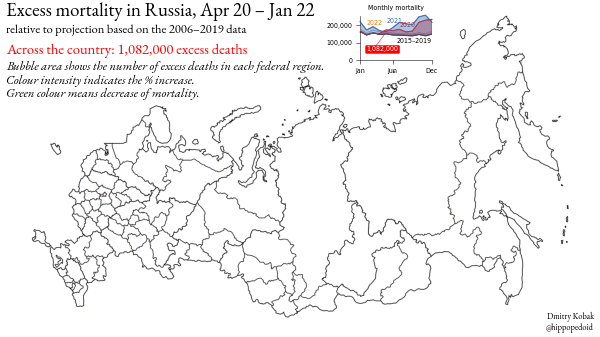 Excess mortality in Russia, Apr 20 – Jan 22
relative to projection based on the 2006–2019 data
Across the country: 1,082,000 excess deaths
Bubble area shows the number of excess deaths in each federal region.
Colour intensity indicates the % increase.
Green colour means decrease of mortality.
Monthly mortality
200,000
100,000
0
2022
2021
2020
2015–2019
1,082,000
Jan
Jun
Dec
Dmitry Kobak
@hippopedoid